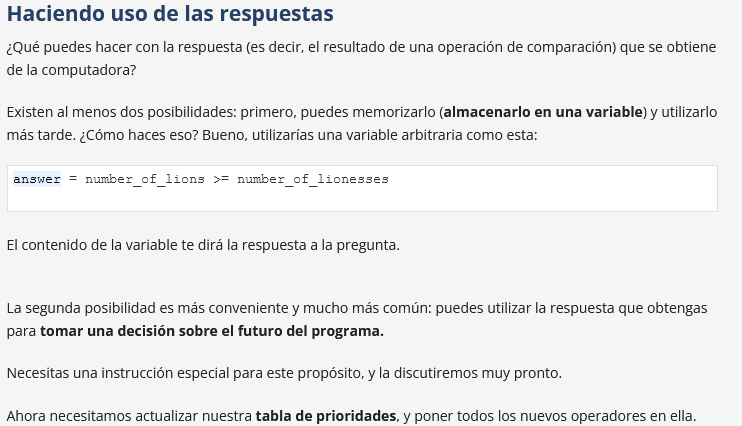 Haciendo uso de las respuestas
¿Qué puedes hacer con la respuesta (es decir, el resultado de una operación de comparación) que se obtiene
de la computadora?
Existen al menos dos posibilidades: primero, puedes memorizarlo (almacenarlo en una variable) y utilizarlo
más tarde. ¿Cómo haces eso? Bueno, utilizarías una variable arbitraria como esta:
answer = number_of_lions >= number_of_lionesses
El contenido de la variable te dirá la respuesta a la pregunta.
La segunda posibilidad es más conveniente y mucho más común: puedes utilizar la respuesta que obtengas
para tomar una decisión sobre el futuro del programa.
Necesitas una instrucción especial para este propósito, y la discutiremos muy pronto.
Ahora necesitamos actualizar nuestra tabla de prioridades, y poner todos los nuevos operadores en ella.